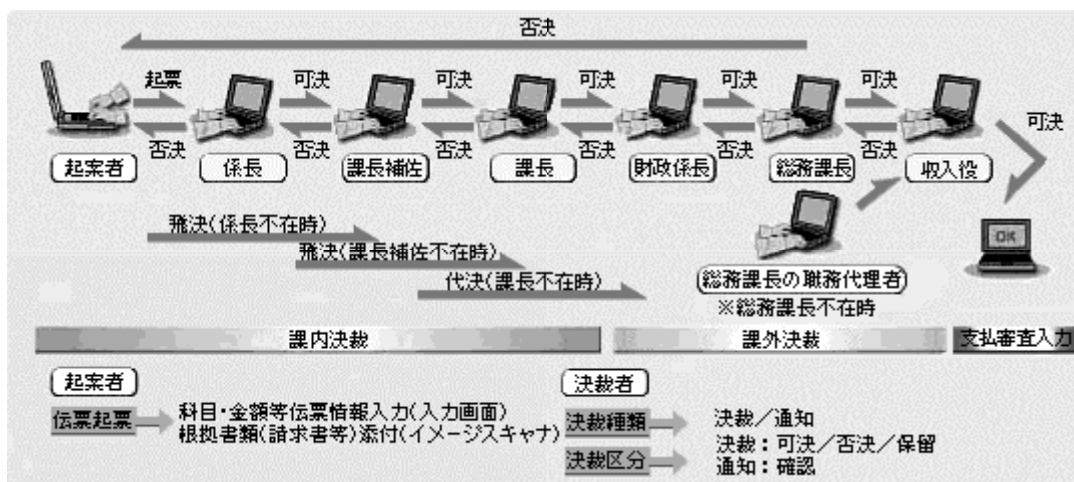 否決
起票 可決 可決 可決 可決 可決 可決
否決 否決 否決 否決 否決 否決
起案者 係長 課長補佐 課長 財政係長 総務課長 収入役
飛決(係長不在時)
飛決(課長補佐不在時)
代決(課長不在時)
OK
総務課長の職務代理者
※総務課長不在時
課内決裁 課外決裁 支払審査入力
起案者
伝票起票 科目・金額等伝票情報入力(入力画面)
根拠書類(請求書等)添付(イメージスキャナ)
決裁者
決裁種類 決裁/通知
決裁区分 決裁:可決/否決/保留
通知:確認